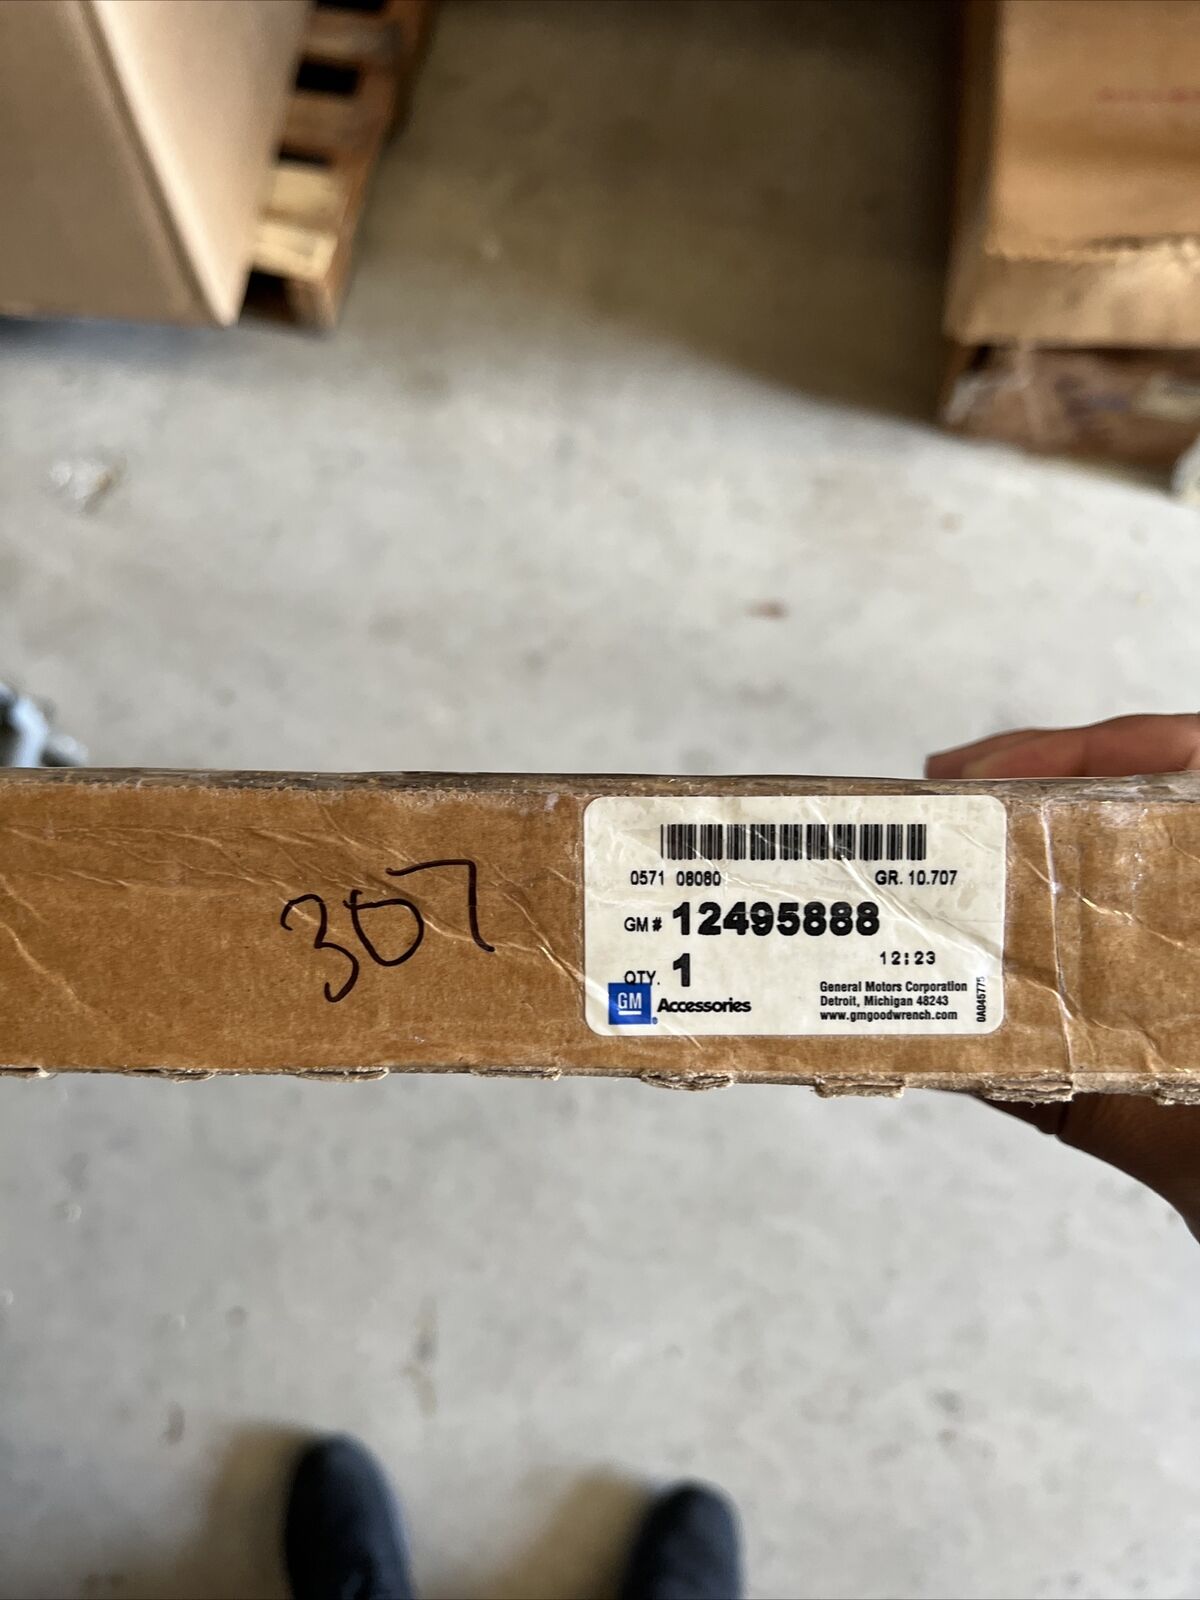 307
0571 08080 GR. 10.707
GM # 12495888
12:23
QTY. 1
GM Accessories
General Motors Corporation
Detroit, Michigan 48243
www.gmgoodwrench.com
0A045775